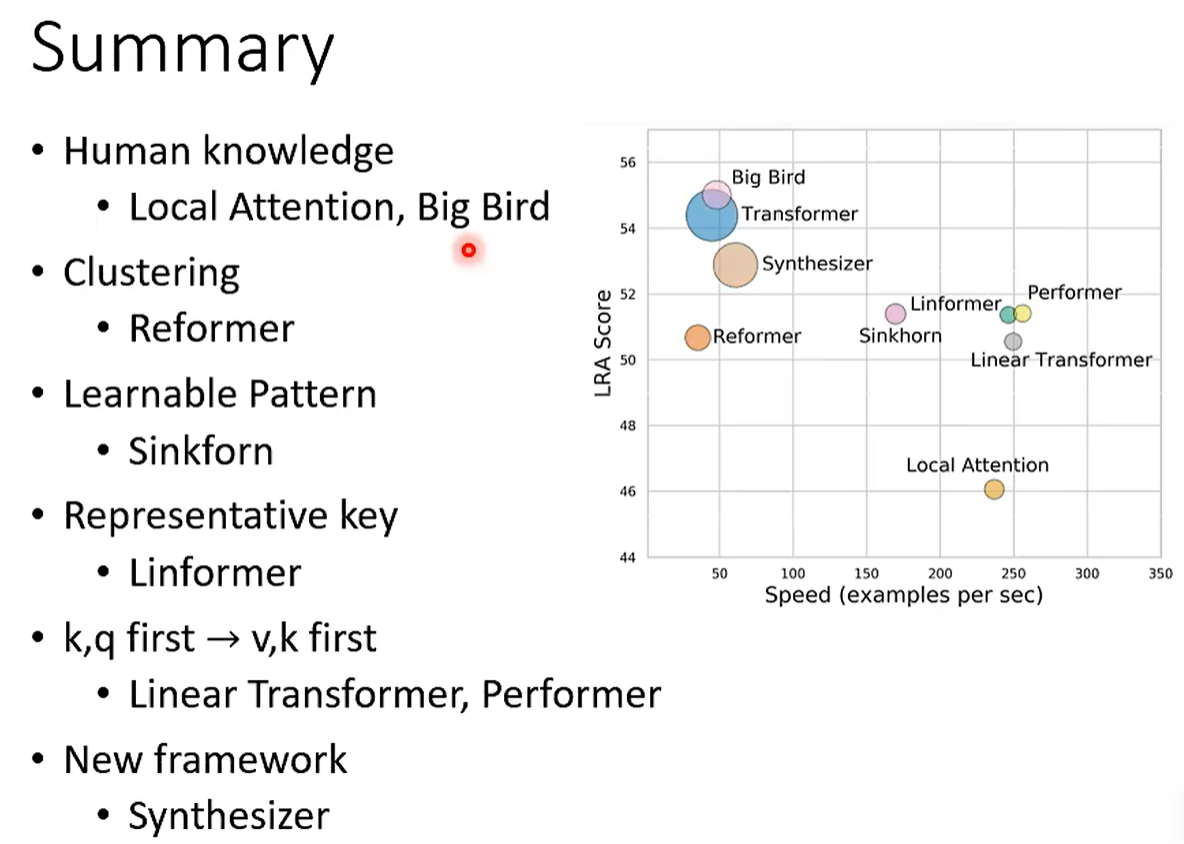 Summary
• Human knowledge
• Local Attention, Big Bird
• Clustering
• Reformer
• Learnable Pattern
• Sinkforn
• Representative key
• Linformer
• k,q first → v,k first
• Linear Transformer, Performer
• New framework
• Synthesizer
56
54
52
50
48
46
44
LRA Score
Big Bird
Transformer
Synthesizer
Performer
Linformer
Reformer
Sinkhorn
Linear Transformer
Local Attention
50 100 150 200 250 300 350
Speed (examples per sec)